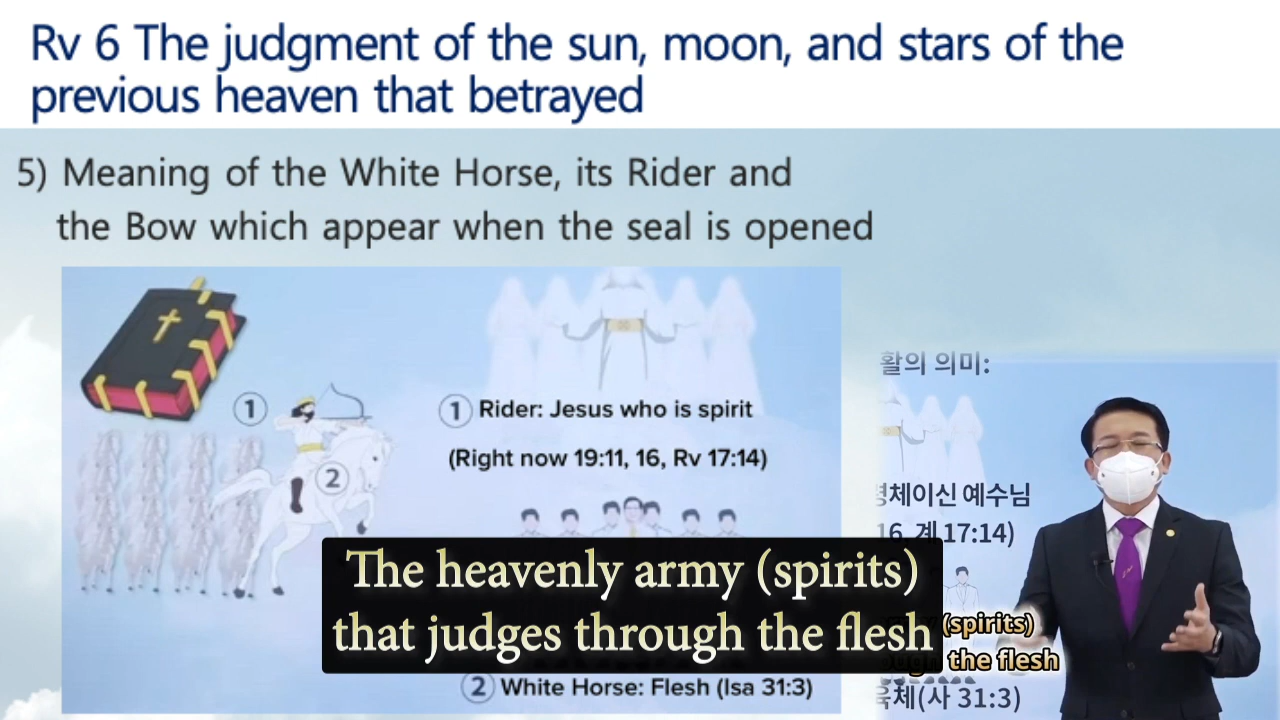 Rv 6 The judgment of the sun, moon, and stars of the
previous heaven that betrayed
5) Meaning of the White Horse, its Rider and
the Bow which appear when the seal is opened
①
②
① Rider: Jesus who is spirit
(Right now 19:11, 16, Rv 17:14)
The heavenly army (spirits)
that judges through the flesh
② White Horse: Flesh (Isa 31:3)
활의 의미:
예수님
16, 계 17:14)
(spirits)
the flesh
육체(사 31:3)